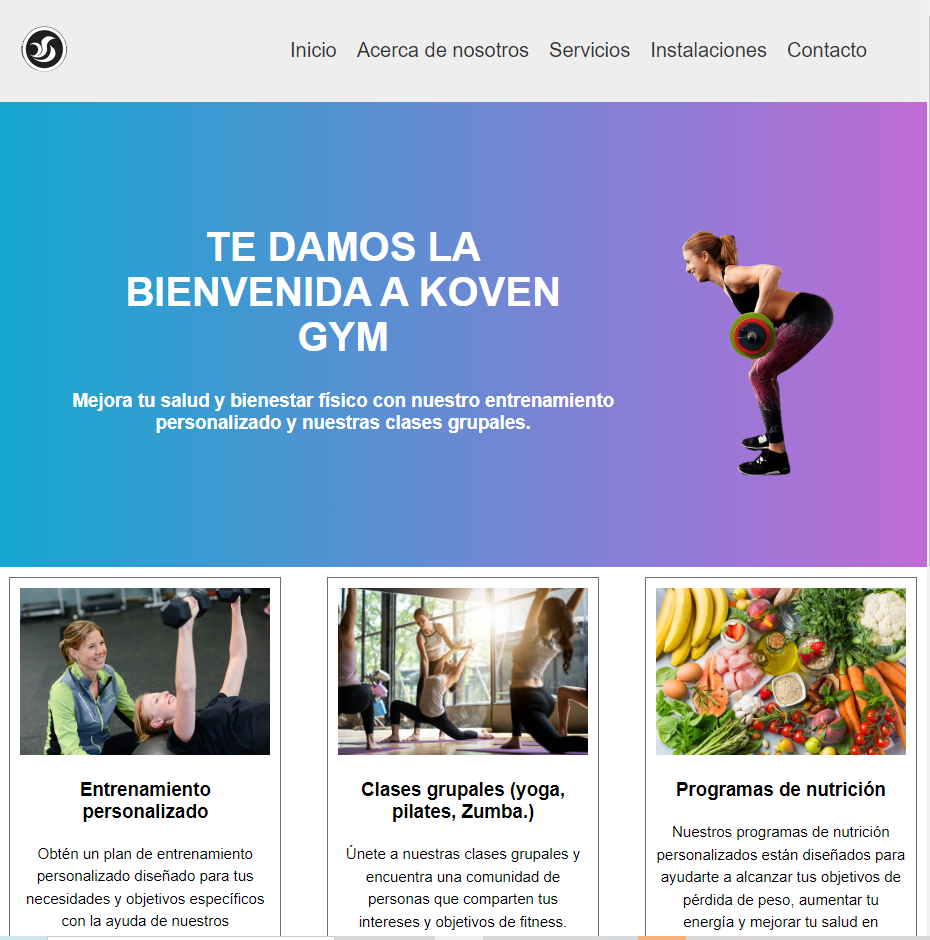 Inicio Acerca de nosotros Servicios Instalaciones Contacto
TE DAMOS LA
BIENVENIDA A KOVEN
GYM
Mejora tu salud y bienestar físico con nuestro entrenamiento
personalizado y nuestras clases grupales.
Entrenamiento
personalizado
Obtén un plan de entrenamiento
personalizado diseñado para tus
necesidades y objetivos específicos
con la ayuda de nuestros
Clases grupales (yoga,
pilates, Zumba.)
Únete a nuestras clases grupales y
encuentra una comunidad de
personas que comparten tus
intereses y objetivos de fitness.
Programas de nutrición
Nuestros programas de nutrición
personalizados están diseñados para
ayudarte a alcanzar tus objetivos de
pérdida de peso, aumentar tu
energía y mejorar tu salud en